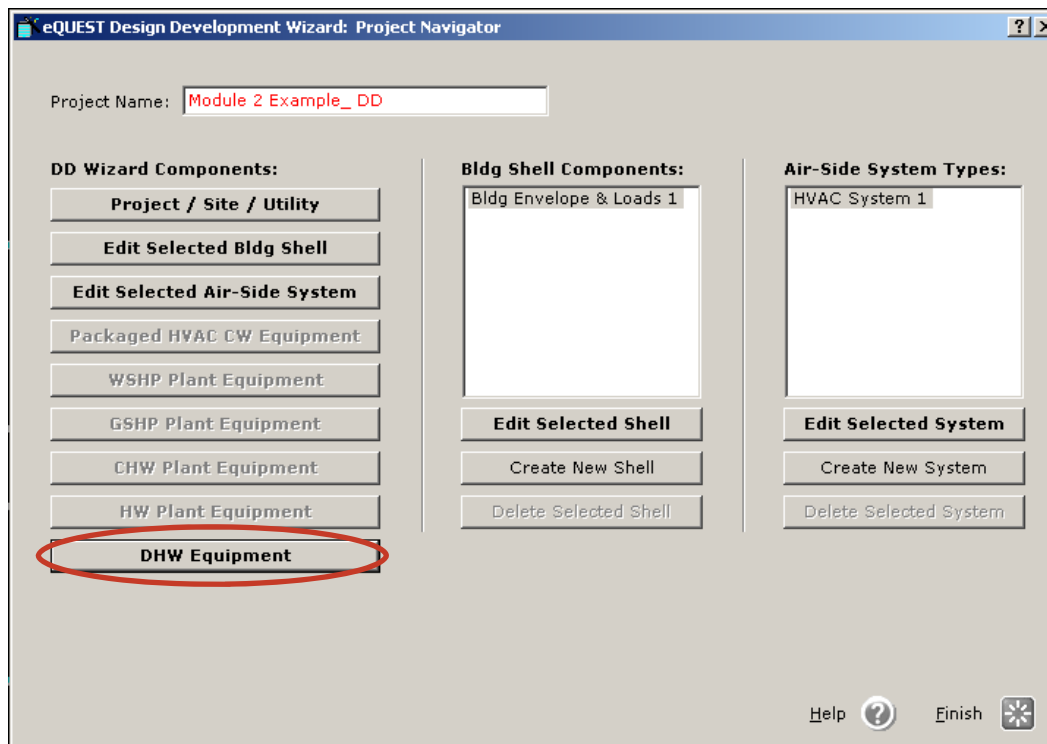 eQUEST Design Development Wizard: Project Navigator
Project Name: Module 2 Example_ DD
DD Wizard Components:
Project / Site / Utility
Edit Selected Bldg Shell
Edit Selected Air-Side System
Packaged HVAC CW Equipment
WSHP Plant Equipment
GSHP Plant Equipment
CHW Plant Equipment
HW Plant Equipment
DHW Equipment
Bldg Shell Components:
Bldg Envelope & Loads 1
Edit Selected Shell
Create New Shell
Delete Selected Shell
Air-Side System Types:
HVAC System 1
Edit Selected System
Create New System
Delete Selected System
Help ? Finish